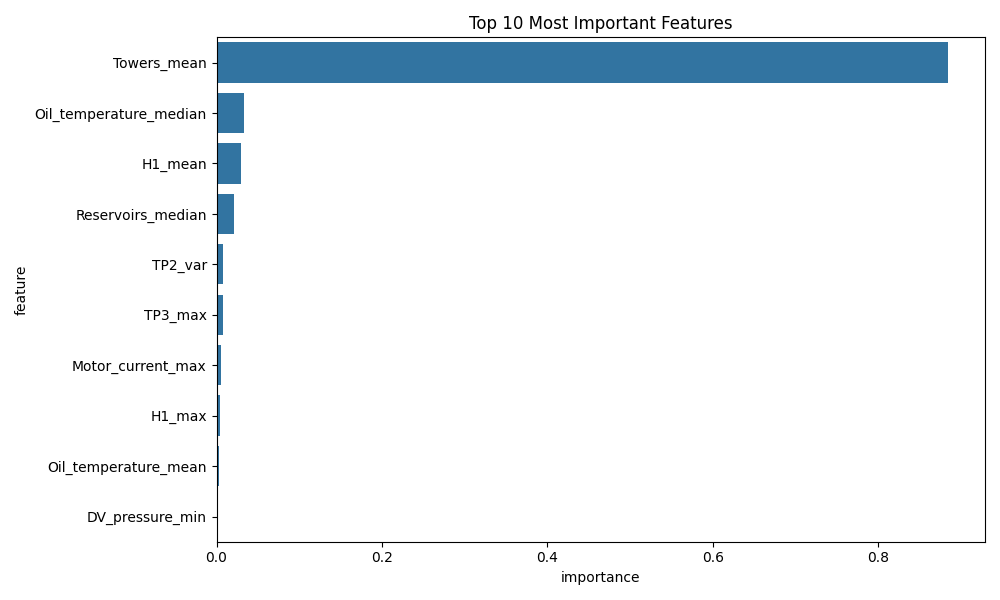 Top 10 Most Important Features
feature
Towers_mean
Oil_temperature_median
H1_mean
Reservoirs_median
TP2_var
TP3_max
Motor_current_max
H1_max
Oil_temperature_mean
DV_pressure_min
0.0 0.2 0.4 0.6 0.8
importance